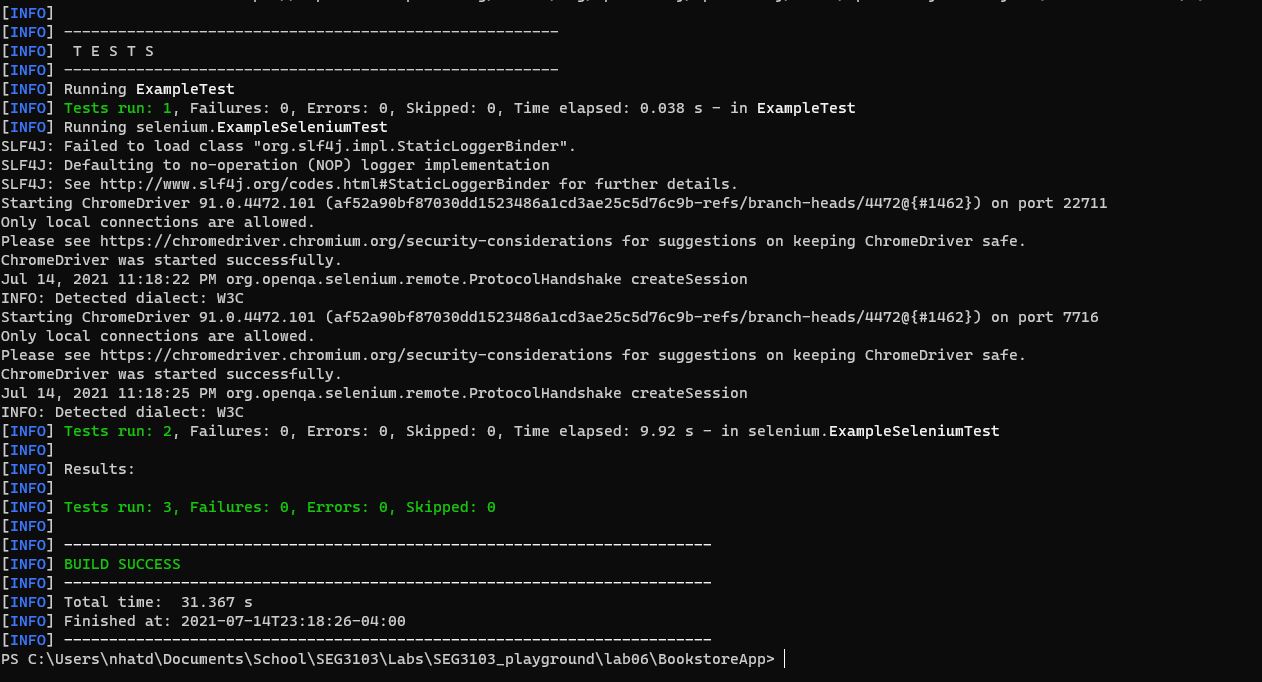 [INFO]
[INFO] -------------------------------------------------------
[INFO]  T E S T S
[INFO] -------------------------------------------------------
[INFO] Running ExampleTest
[INFO] Tests run: 1, Failures: 0, Errors: 0, Skipped: 0, Time elapsed: 0.038 s - in ExampleTest
[INFO] Running selenium.ExampleSeleniumTest
SLF4J: Failed to load class "org.slf4j.impl.StaticLoggerBinder".
SLF4J: Defaulting to no-operation (NOP) logger implementation
SLF4J: See http://www.slf4j.org/codes.html#StaticLoggerBinder for further details.
Starting ChromeDriver 91.0.4472.101 (af52a90bf87030dd1523486a1cd3ae25c5d76c9b-refs/branch-heads/4472@{#1462}) on port 22711
Only local connections are allowed.
Please see https://chromedriver.chromium.org/security-considerations for suggestions on keeping ChromeDriver safe.
ChromeDriver was started successfully.
Jul 14, 2021 11:18:22 PM org.openqa.selenium.remote.ProtocolHandshake createSession
INFO: Detected dialect: W3C
Starting ChromeDriver 91.0.4472.101 (af52a90bf87030dd1523486a1cd3ae25c5d76c9b-refs/branch-heads/4472@{#1462}) on port 7716
Only local connections are allowed.
Please see https://chromedriver.chromium.org/security-considerations for suggestions on keeping ChromeDriver safe.
ChromeDriver was started successfully.
Jul 14, 2021 11:18:25 PM org.openqa.selenium.remote.ProtocolHandshake createSession
INFO: Detected dialect: W3C
[INFO] Tests run: 2, Failures: 0, Errors: 0, Skipped: 0, Time elapsed: 9.92 s - in selenium.ExampleSeleniumTest
[INFO]
[INFO] Results:
[INFO]
[INFO] Tests run: 3, Failures: 0, Errors: 0, Skipped: 0
[INFO]
[INFO] ------------------------------------------------------------------------
[INFO] BUILD SUCCESS
[INFO] ------------------------------------------------------------------------
[INFO] Total time:  31.367 s
[INFO] Finished at: 2021-07-14T23:18:26-04:00
[INFO] ------------------------------------------------------------------------
PS C:\Users\nhatd\Documents\School\SEG3103\Labs\SEG3103_playground\lab06\BookstoreApp>